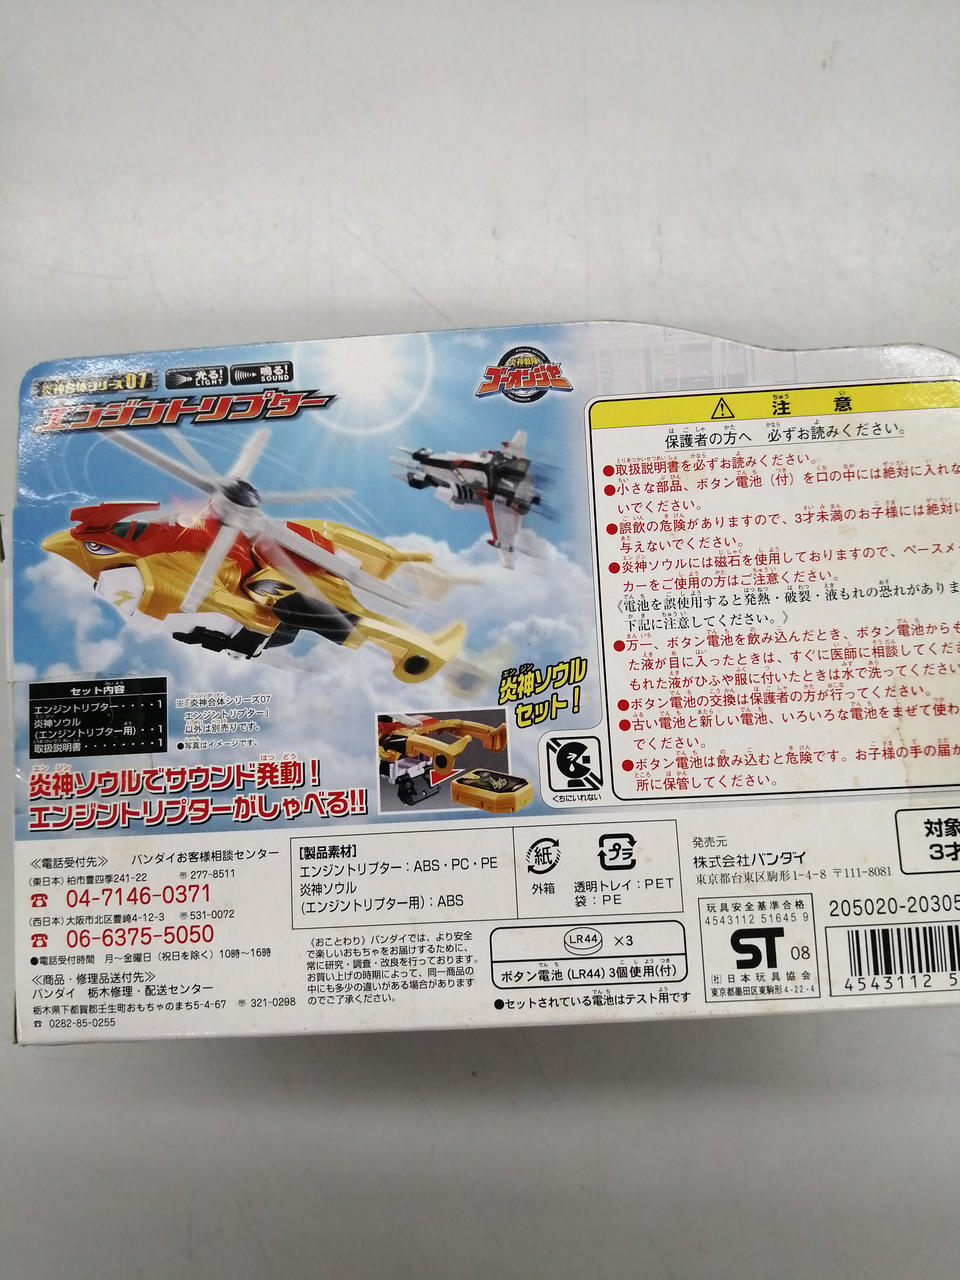 炎神合体シリーズ07
光る!
LIGHT
鳴る!
SOUND
エンジントリプター
炎神戦隊
ゴーオンジャー
注意
保護者の方へ 必ずお読みください。
●取扱説明書を必ずお読みください。
●小さな部品、ボタン電池(付)を口の中には絶対に入れな
いでください。
●誤飲の危険がありますので、3才未満のお子様には絶対に
与えないでください。
●炎神ソウルには磁石を使用しておりますので、ペースメー
カーをご使用の方はご注意ください。
《電池を誤使用すると発熱・破裂・液もれの恐れがありま
下記に注意してください。》
●万一、ボタン電池を飲み込んだとき、ボタン電池からも
た液が目に入ったときは、すぐに医師に相談してくださ
もれた液がひふや服に付いたときは水で洗ってください
●ボタン電池の交換は保護者の方が行なってください。
●古い電池と新しい電池、いろいろな電池をまぜて使わ
でください。
●ボタン電池は飲み込むと危険です。お子様の手の届か
所に保管してください。
セット内容
エンジントリプター・・・・1
炎神ソウル
(エンジントリプター用)・・1
取扱説明書・・・・・・・・1
※「炎神合体シリーズ07
エンジントリプター」
以外は別売りです。
●写真はイメージです。
炎神ソウル
セット!
くちにいれない
炎神ソウルでサウンド発動!
エンジントリプターがしゃべる!!
≪電話受付先≫ バンダイお客様相談センター
(東日本) 柏市豊四季241-22 〒277-8511
04-7146-0371
(西日本) 大阪市北区豊崎4-12-3 〒531-0072
06-6375-5050
●電話受付時間 月〜金曜日(祝日を除く)10時〜16時
≪商品・修理品送付先≫
バンダイ 栃木修理・配送センター
栃木県下都賀郡壬生町おもちゃのまち5-4-67 〒321-0298
☎ 0282-85-0255
[製品素材]
エンジントリプター:ABS・PC・PE
炎神ソウル
(エンジントリプター用):ABS
紙
外箱
プラ
透明トレイ:PET
袋:PE
《おことわり》バンダイでは、より安全
で楽しいおもちゃをお届けするために、
常に研究・調査・改良を行っております。
お買い上げの時期によって、同一商品の
中にも多少の違いがある場合があります
のでご了承ください。
LR44 ×3
ボタン電池(LR44)3個使用(付)
●セットされている電池はテスト用です
発売元
株式会社バンダイ
東京都台東区駒形1-4-8 〒111-8081
対象
3才
玩具安全基準合格
4543112 51645 9
ST 08
(社)日本玩具協会
東京都墨田区東駒形4-22-4
205020-20305
4543112 5